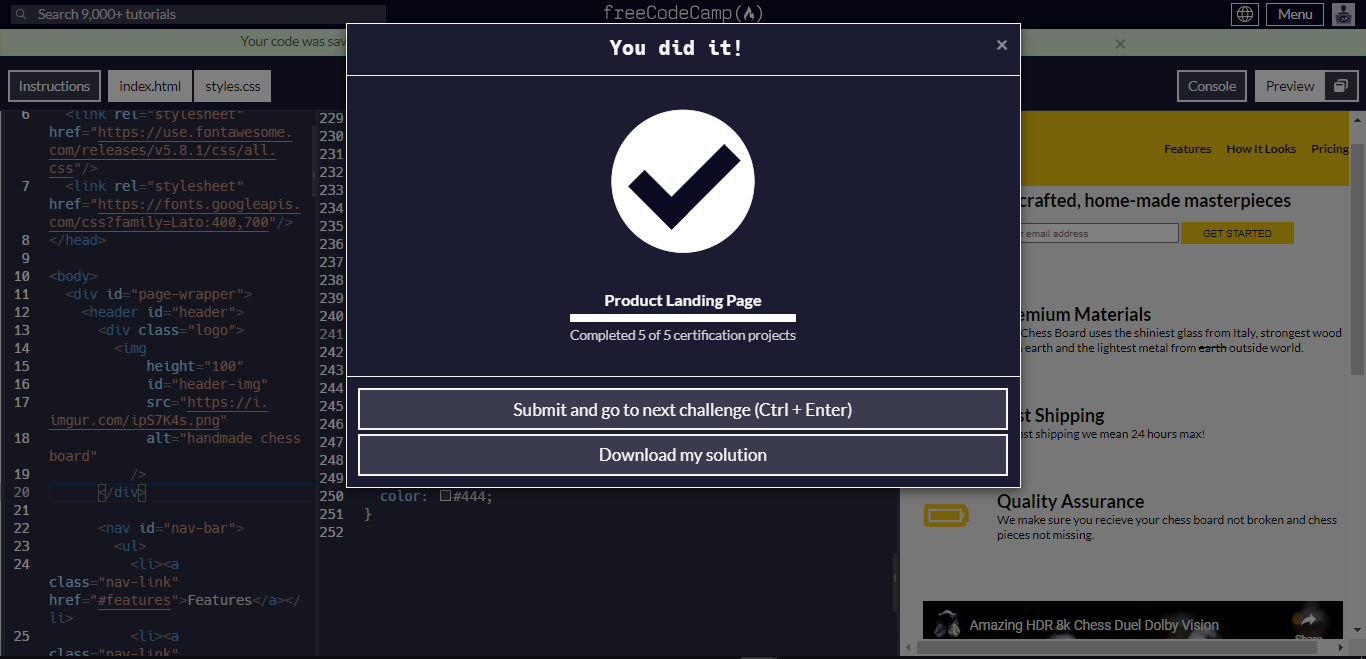 Search 9,000+ tutorials
freeCodeCamp
Menu
Your code was sav
You did it!
Instructions
index.html
styles.css
Console
Preview
6 <link rel="stylesheet"
href="https://use.fontawesome.
com/releases/v5.8.1/css/all.
css"/>
7 <link rel="stylesheet"
href="https://fonts.googleapis.
com/css?family=Lato:400,700"/>
8 </head>
9
10 <body>
11 <div id="page-wrapper">
12 <header id="header">
13 <div class="logo">
14 <img
15 height="100"
16 id="header-img"
17 src="https://i.
imgur.com/ipS7K4s.png"
18 alt="handmade chess
board"
19 />
20 </div>
21
22 <nav id="nav-bar">
23 <ul>
24 <li><a
class="nav-link"
href="#features">Features</a></
li>
25 <li><a
class="nav-link"
229
230
231
232
233
234
235
236
237
238
239
240
241
242
243
244
245
246
247
248
249
250 color: #444;
251 }
252
Product Landing Page
Completed 5 of 5 certification projects
Submit and go to next challenge (Ctrl + Enter)
Download my solution
Features How It Looks Pricing
crafted, home-made masterpieces
r email address
GET STARTED
emium Materials
Chess Board uses the shiniest glass from Italy, strongest wood
earth and the lightest metal from earth outside world.
st Shipping
ast shipping we mean 24 hours max!
Quality Assurance
We make sure you recieve your chess board not broken and chess
pieces not missing.
Amazing HDR 8k Chess Duel Dolby Vision
Share